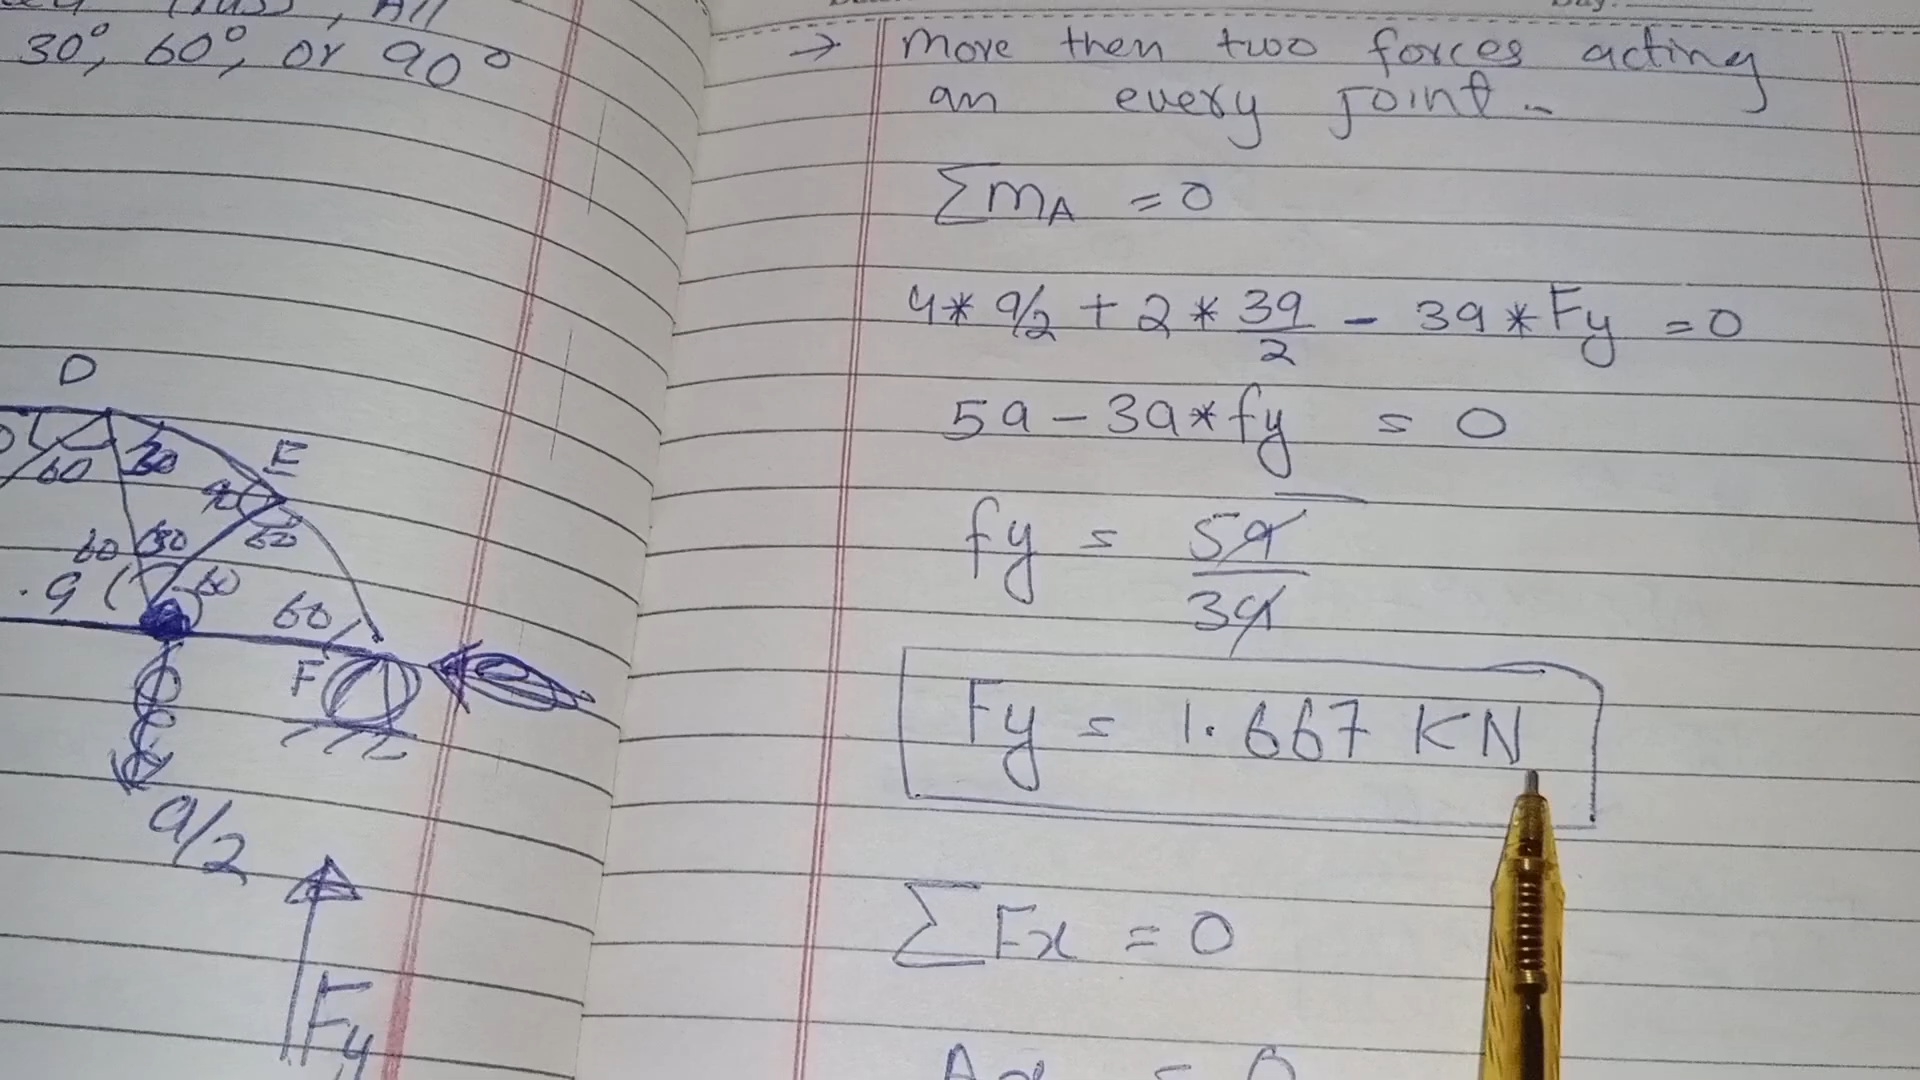 30°, 60°, or 90°
D
60 30
E
60
60 30
.G 60
60
F
a/2
Fy
→ More then two forces acting
an every joint.
ΣmA = 0
4* a/2 + 2 * 3a/2 - 3a * Fy = 0
5a - 3a * fy = 0
fy = 5a/3a
Fy = 1.667 KN
ΣFx = 0